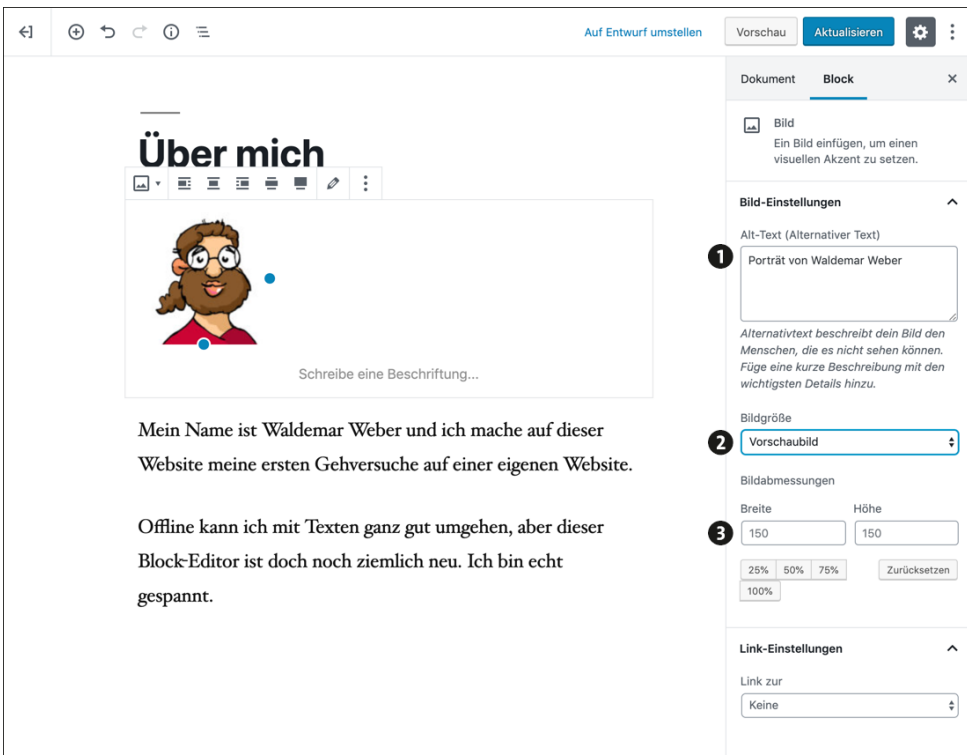 Auf Entwurf umstellen
Vorschau
Aktualisieren
Dokument
Block
Bild
Ein Bild einfügen, um einen
visuellen Akzent zu setzen.
Über mich
Schreibe eine Beschriftung...
Mein Name ist Waldemar Weber und ich mache auf dieser
Website meine ersten Gehversuche auf einer eigenen Website.
Offline kann ich mit Texten ganz gut umgehen, aber dieser
Block-Editor ist doch noch ziemlich neu. Ich bin echt
gespannt.
Bild-Einstellungen
Alt-Text (Alternativer Text)
1
Porträt von Waldemar Weber
Alternativtext beschreibt dein Bild den
Menschen, die es nicht sehen können.
Füge eine kurze Beschreibung mit den
wichtigsten Details hinzu.
Bildgröße
2
Vorschaubild
Bildabmessungen
Breite Höhe
3
150 150
25% 50% 75% Zurücksetzen
100%
Link-Einstellungen
Link zur
Keine